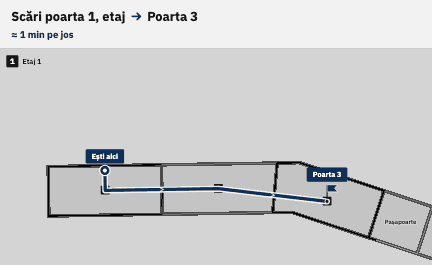 Scări poarta 1, etaj → Poarta 3
≈ 1 min pe jos
1 Etaj 1
Ești aici
Poarta 3
Pașapoarte